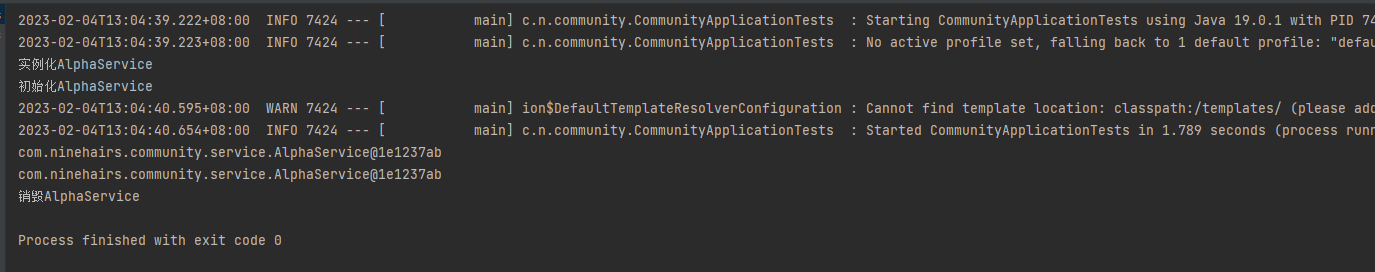 2023-02-04T13:04:39.222+08:00  INFO 7424 --- [           main] c.n.community.CommunityApplicationTests  : Starting CommunityApplicationTests using Java 19.0.1 with PID 74
2023-02-04T13:04:39.223+08:00  INFO 7424 --- [           main] c.n.community.CommunityApplicationTests  : No active profile set, falling back to 1 default profile: "defau
实例化AlphaService
初始化AlphaService
2023-02-04T13:04:40.595+08:00  WARN 7424 --- [           main] ion$DefaultTemplateResolverConfiguration : Cannot find template location: classpath:/templates/ (please add
2023-02-04T13:04:40.654+08:00  INFO 7424 --- [           main] c.n.community.CommunityApplicationTests  : Started CommunityApplicationTests in 1.789 seconds (process runn
com.ninehairs.community.service.AlphaService@1e1237ab
com.ninehairs.community.service.AlphaService@1e1237ab
销毁AlphaService
Process finished with exit code 0